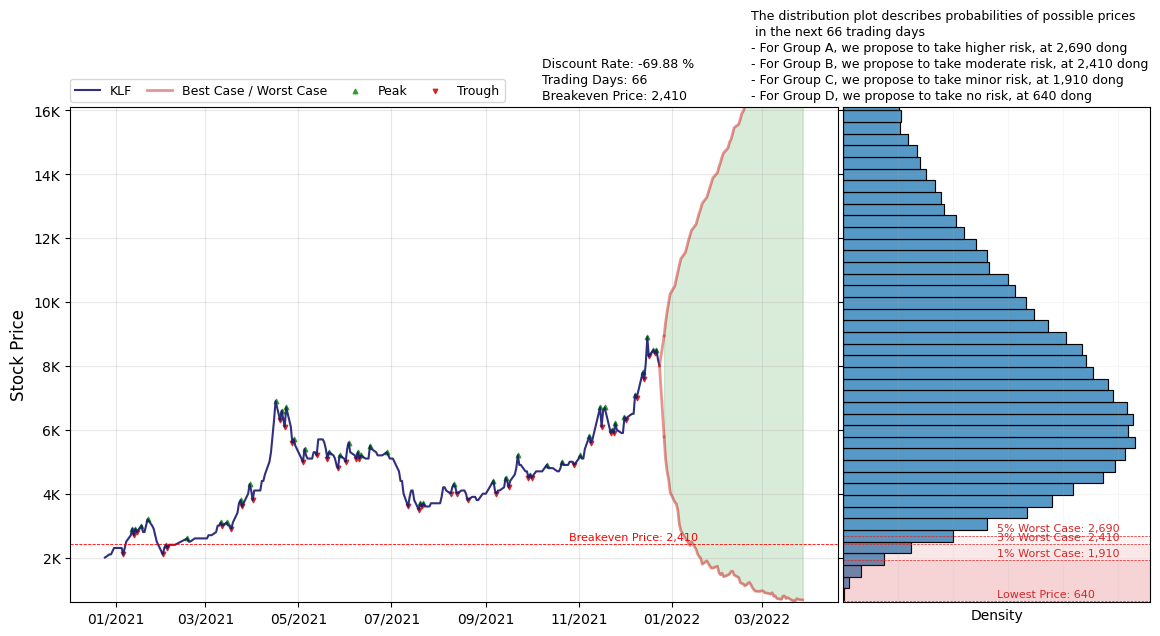 The distribution plot describes probabilities of possible prices
in the next 66 trading days
- For Group A, we propose to take higher risk, at 2,690 dong
- For Group B, we propose to take moderate risk, at 2,410 dong
- For Group C, we propose to take minor risk, at 1,910 dong
- For Group D, we propose to take no risk, at 640 dong
Discount Rate: -69.88 %
Trading Days: 66
Breakeven Price: 2,410
KLF Best Case / Worst Case Peak Trough
16K
14K
12K
10K
8K
6K
4K
2K
Stock Price
Breakeven Price: 2,410
01/2021 03/2021 05/2021 07/2021 09/2021 11/2021 01/2022 03/2022
5% Worst Case: 2,690
3% Worst Case: 2,410
1% Worst Case: 1,910
Lowest Price: 640
Density